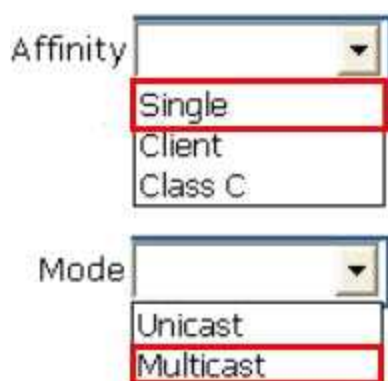 Affinity
Single
Client
Class C
Mode
Unicast
Multicast